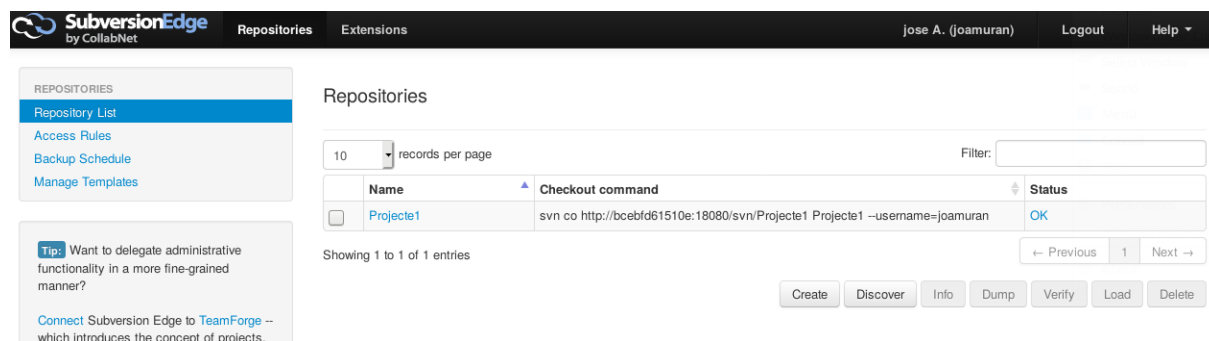 SubversionEdge
by CollabNet
Repositories
Extensions
jose A. (joamuran)
Logout
Help
REPOSITORIES
Repository List
Access Rules
Backup Schedule
Manage Templates
Tip: Want to delegate administrative
functionality in a more fine-grained
manner?
Connect Subversion Edge to TeamForge --
which introduces the concept of projects,
Repositories
10 records per page
Filter:
Name Checkout command Status
Projecte1 svn co http://bcebfd61510e:18080/svn/Projecte1 Projecte1 --username=joamuran OK
Showing 1 to 1 of 1 entries
← Previous 1 Next →
Create Discover Info Dump Verify Load Delete